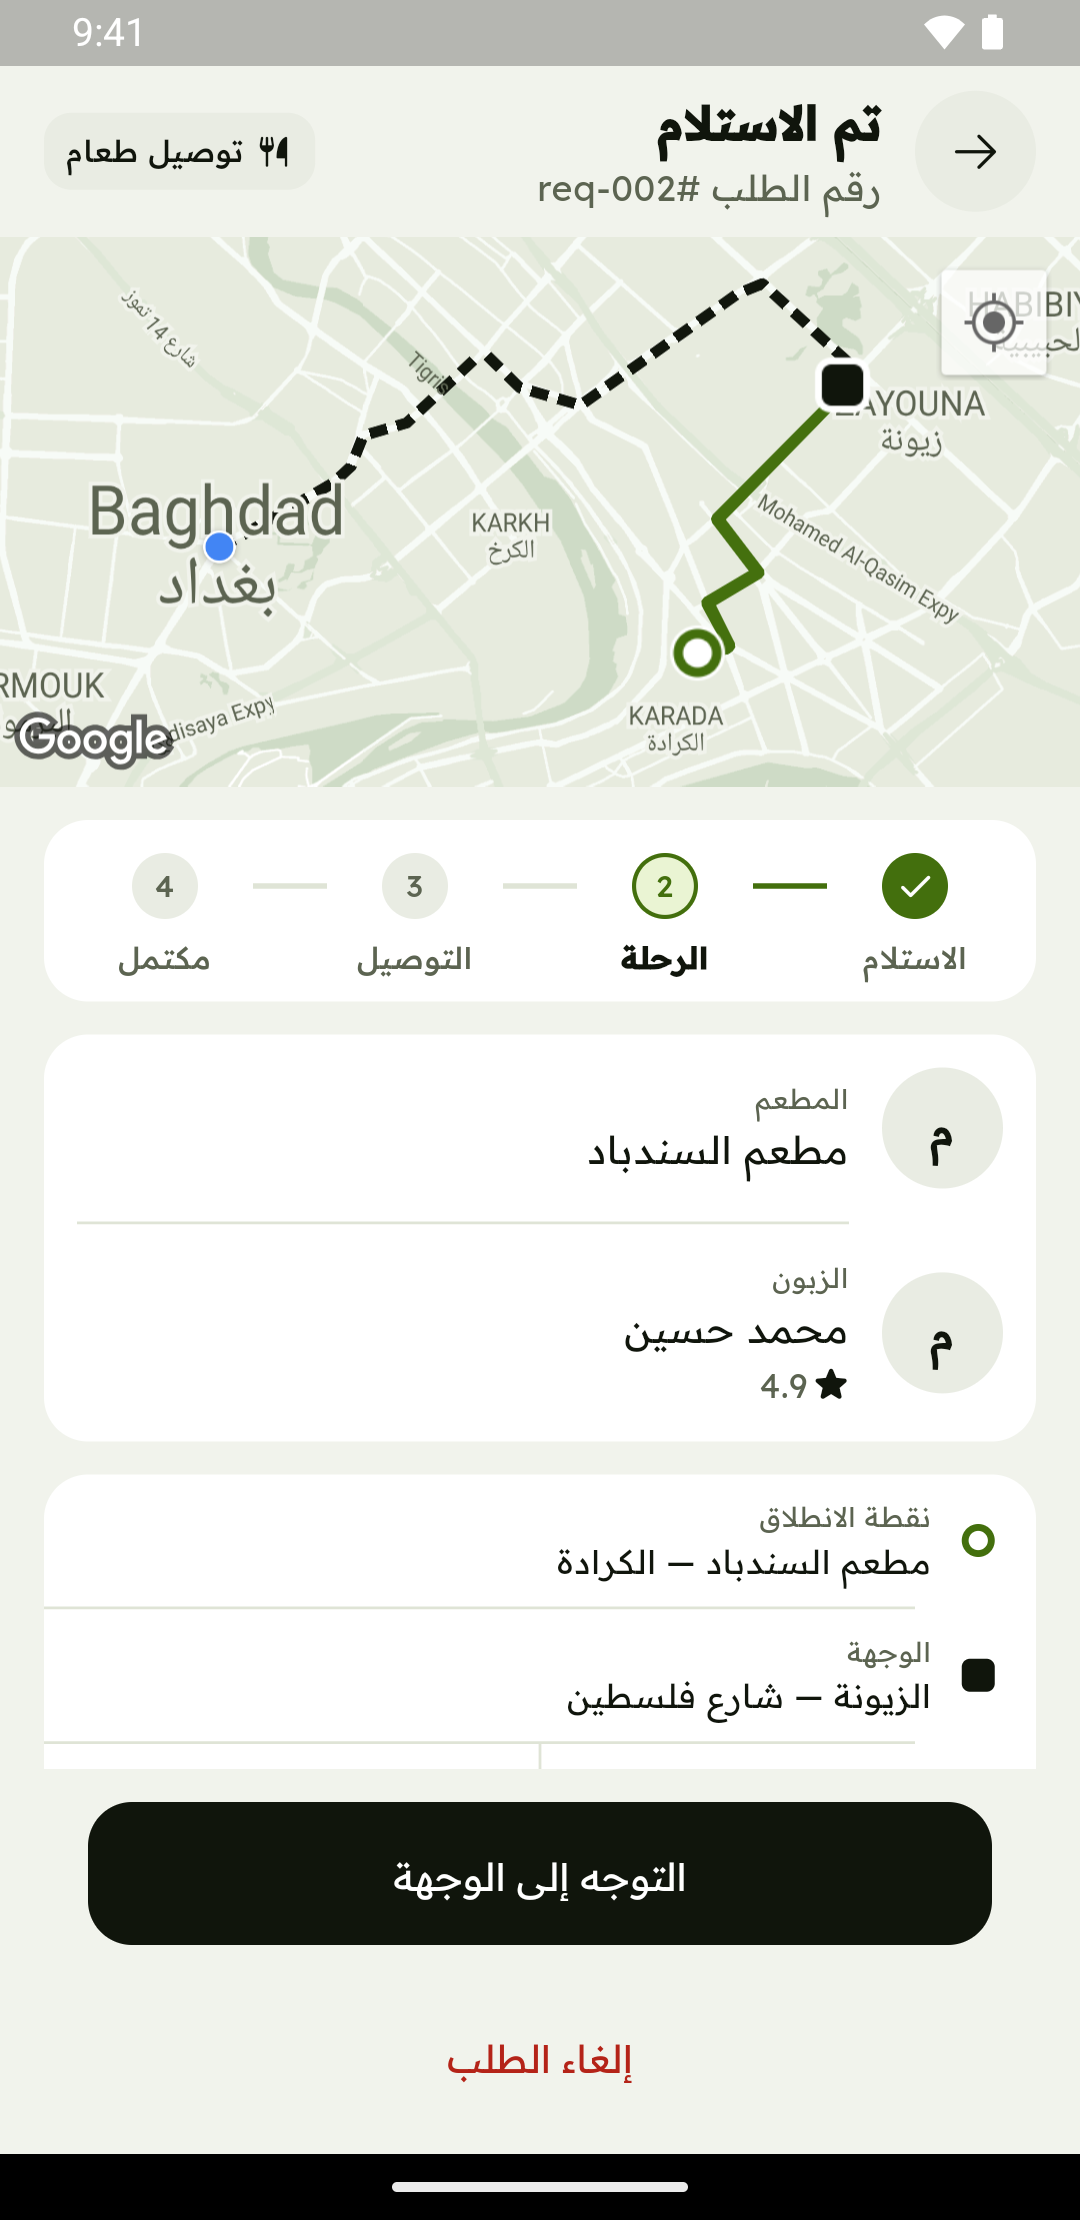 9:41
تم الاستلام
رقم الطلب #req-002
توصيل طعام
شارع 14 تموز
Tigris
ZAYOUNA
زيونة
Baghdad
بغداد
KARKH
الكرخ
Mohamed Al-Qasim Expy
KARADA
الكرادة
Google
الاستلام
2
الرحلة
3
التوصيل
4
مكتمل
م
المطعم
مطعم السندباد
م
الزبون
محمد حسين
4.9
نقطة الانطلاق
مطعم السندباد — الكرادة
الوجهة
الزيونة — شارع فلسطين
التوجه إلى الوجهة
إلغاء الطلب